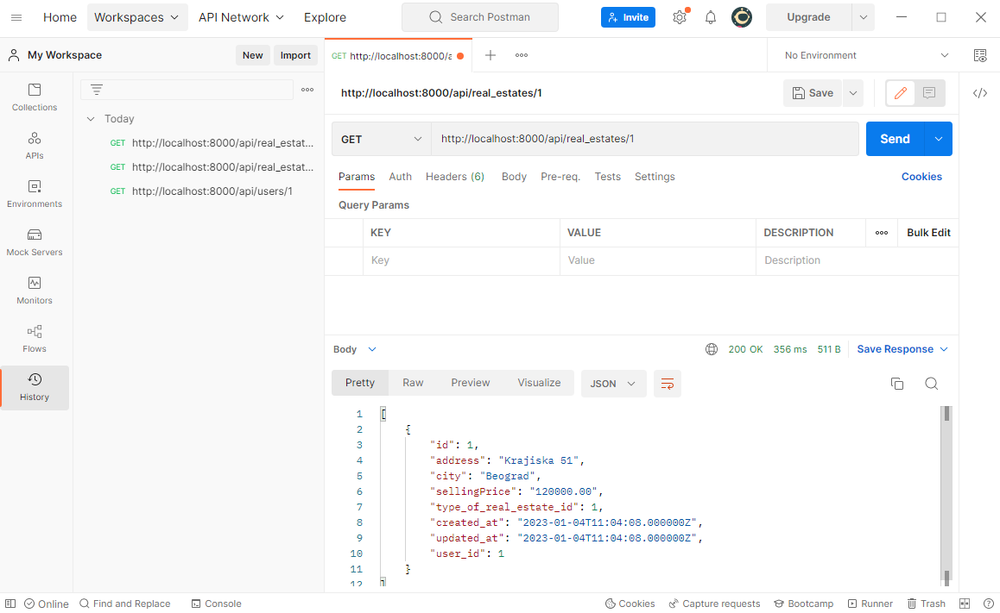 Home Workspaces API Network Explore Search Postman Invite Upgrade
My Workspace New Import GET http://localhost:8000/a No Environment
Collections
APIs
Environments
Mock Servers
Monitors
Flows
History
Today
GET http://localhost:8000/api/real_estat...
GET http://localhost:8000/api/real_estat...
GET http://localhost:8000/api/users/1
http://localhost:8000/api/real_estates/1 Save
GET http://localhost:8000/api/real_estates/1 Send
Params Auth Headers (6) Body Pre-req. Tests Settings Cookies
Query Params
KEY VALUE DESCRIPTION Bulk Edit
Key Value Description
Body 200 OK 356 ms 511 B Save Response
Pretty Raw Preview Visualize JSON
1 [
2 {
3 "id": 1,
4 "address": "Krajiska 51",
5 "city": "Beograd",
6 "sellingPrice": "120000.00",
7 "type_of_real_estate_id": 1,
8 "created_at": "2023-01-04T11:04:08.000000Z",
9 "updated_at": "2023-01-04T11:04:08.000000Z",
10 "user_id": 1
11 }
12 ]
Online Find and Replace Console Cookies Capture requests Bootcamp Runner Trash